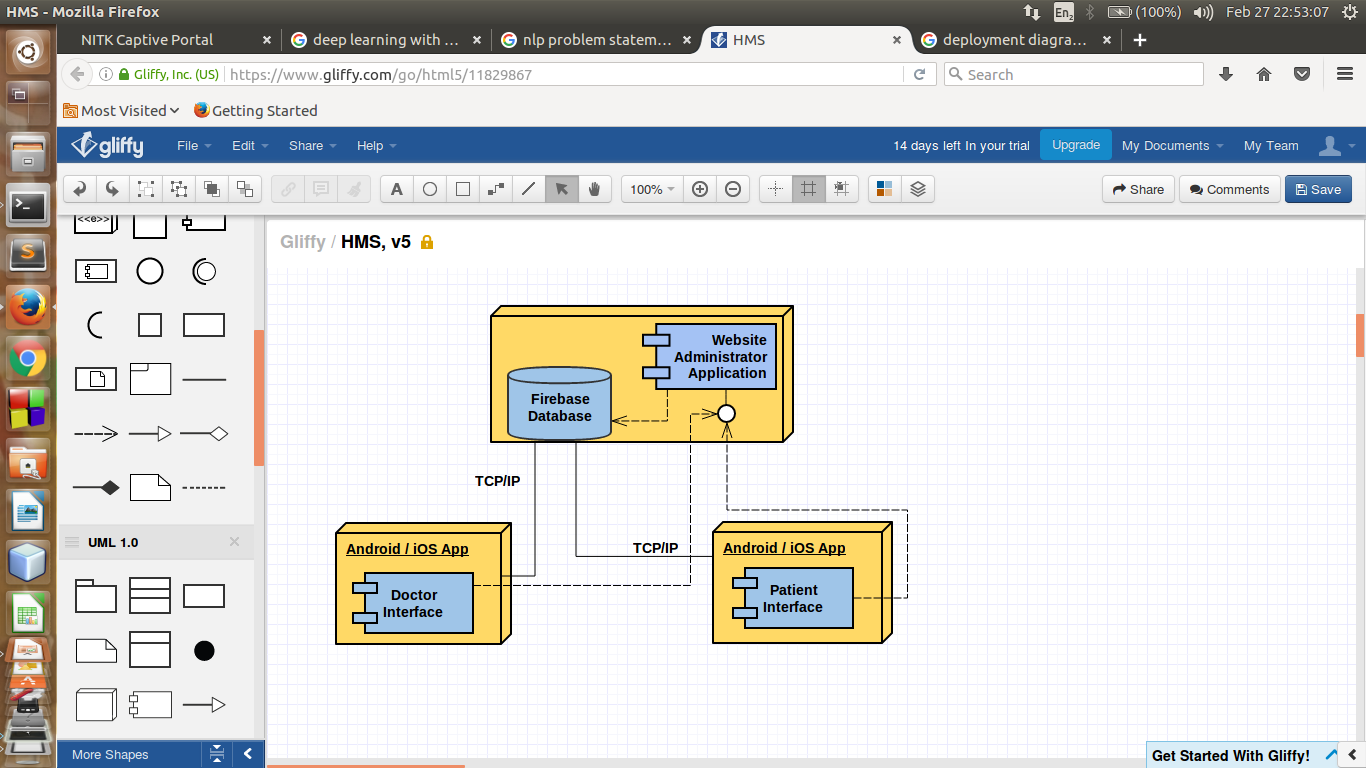 HMS - Mozilla Firefox
En2
(100%)
Feb 27 22:53:07
NITK Captive Portal
deep learning with ...
nlp problem statem...
HMS
deployment diagra...
Gliffy, Inc. (US)
https://www.gliffy.com/go/html5/11829867
Search
Most Visited
Getting Started
gliffy
File
Edit
Share
Help
14 days left In your trial
Upgrade
My Documents
My Team
A
100%
Share
Comments
Save
<<e>>
Gliffy / HMS, v5
Website
Administrator
Application
Firebase
Database
TCP/IP
TCP/IP
Android / iOS App
Doctor
Interface
Android / iOS App
Patient
Interface
UML 1.0
More Shapes
Get Started With Gliffy!